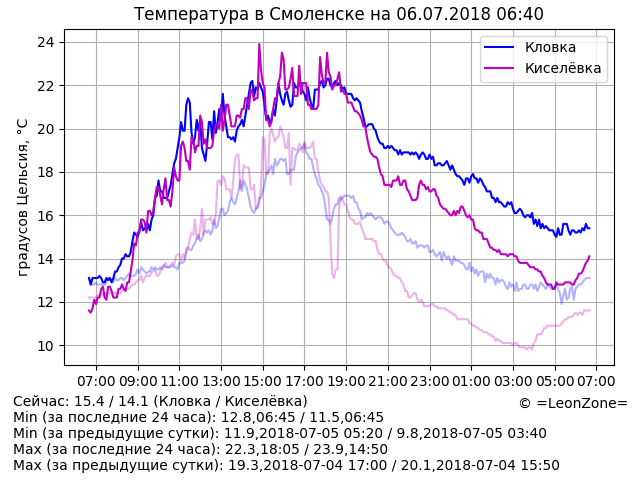 Температура в Смоленске на 06.07.2018 06:40
Кловка
Киселёвка
градусов Цельсия, °C
24
22
20
18
16
14
12
10
07:00 09:00 11:00 13:00 15:00 17:00 19:00 21:00 23:00 01:00 03:00 05:00 07:00
Сейчас: 15.4 / 14.1 (Кловка / Киселёвка)
© =LeonZone=
Min (за последние 24 часа): 12.8,06:45 / 11.5,06:45
Min (за предыдущие сутки): 11.9,2018-07-05 05:20 / 9.8,2018-07-05 03:40
Max (за последние 24 часа): 22.3,18:05 / 23.9,14:50
Max (за предыдущие сутки): 19.3,2018-07-04 17:00 / 20.1,2018-07-04 15:50